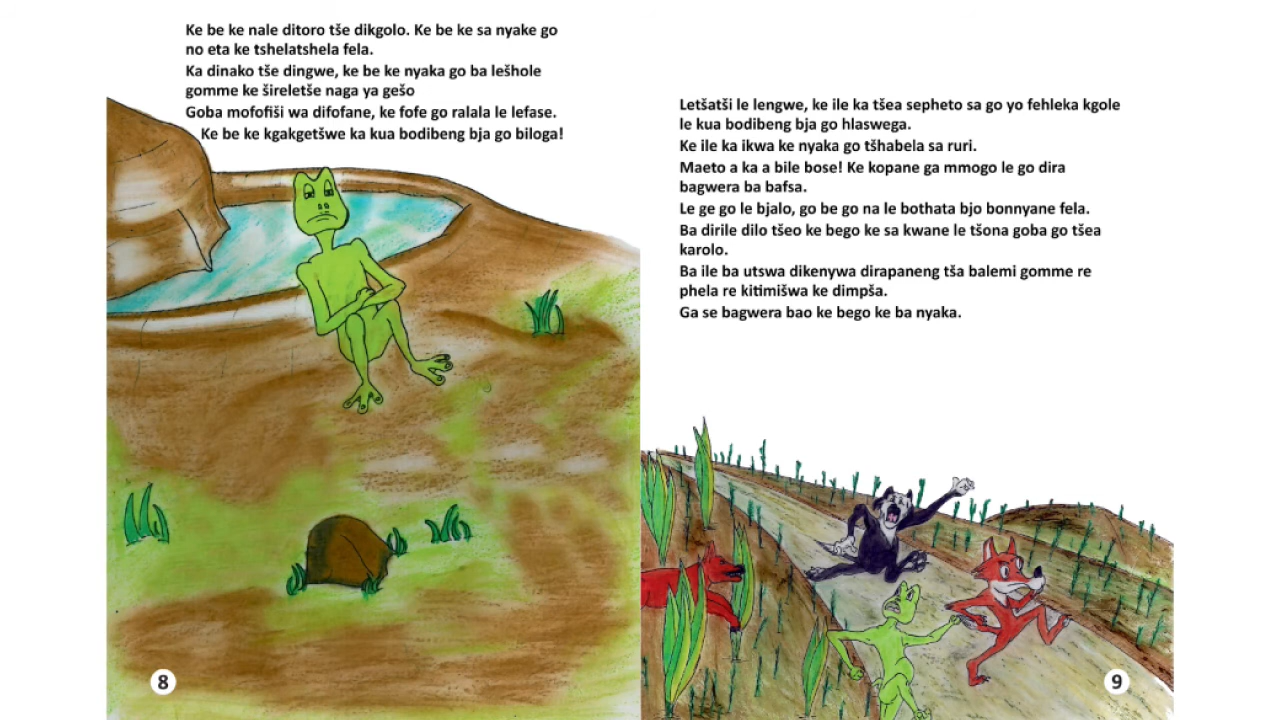 Ke be ke nale ditoro tše dikgolo. Ke be ke sa nyake go
no eta ke tshelatshela fela.
Ka dinako tše dingwe, ke be ke nyaka go ba lešhole
gomme ke šireletše naga ya gešo
Goba mofofiši wa difofane, ke fofe go ralala le lefase.
Ke be ke kgakgetšwe ka kua bodibeng bja go biloga!
8
Letšatši le lengwe, ke ile ka tšea sepheto sa go yo fehleka kgole
le kua bodibeng bja go hlaswega.
Ke ile ka ikwa ke nyaka go tšhabela sa ruri.
Maeto a ka a bile bose! Ke kopane ga mmogo le go dira
bagwera ba bafsa.
Le ge go le bjalo, go be go na le bothata bjo bonnyane fela.
Ba dirile dilo tšeo ke bego ke sa kwane le tšona goba go tšea
karolo.
Ba ile ba utswa dikenywa dirapaneng tša balemi gomme re
phela re kitimišwa ke dimpša.
Ga se bagwera bao ke bego ke ba nyaka.
9